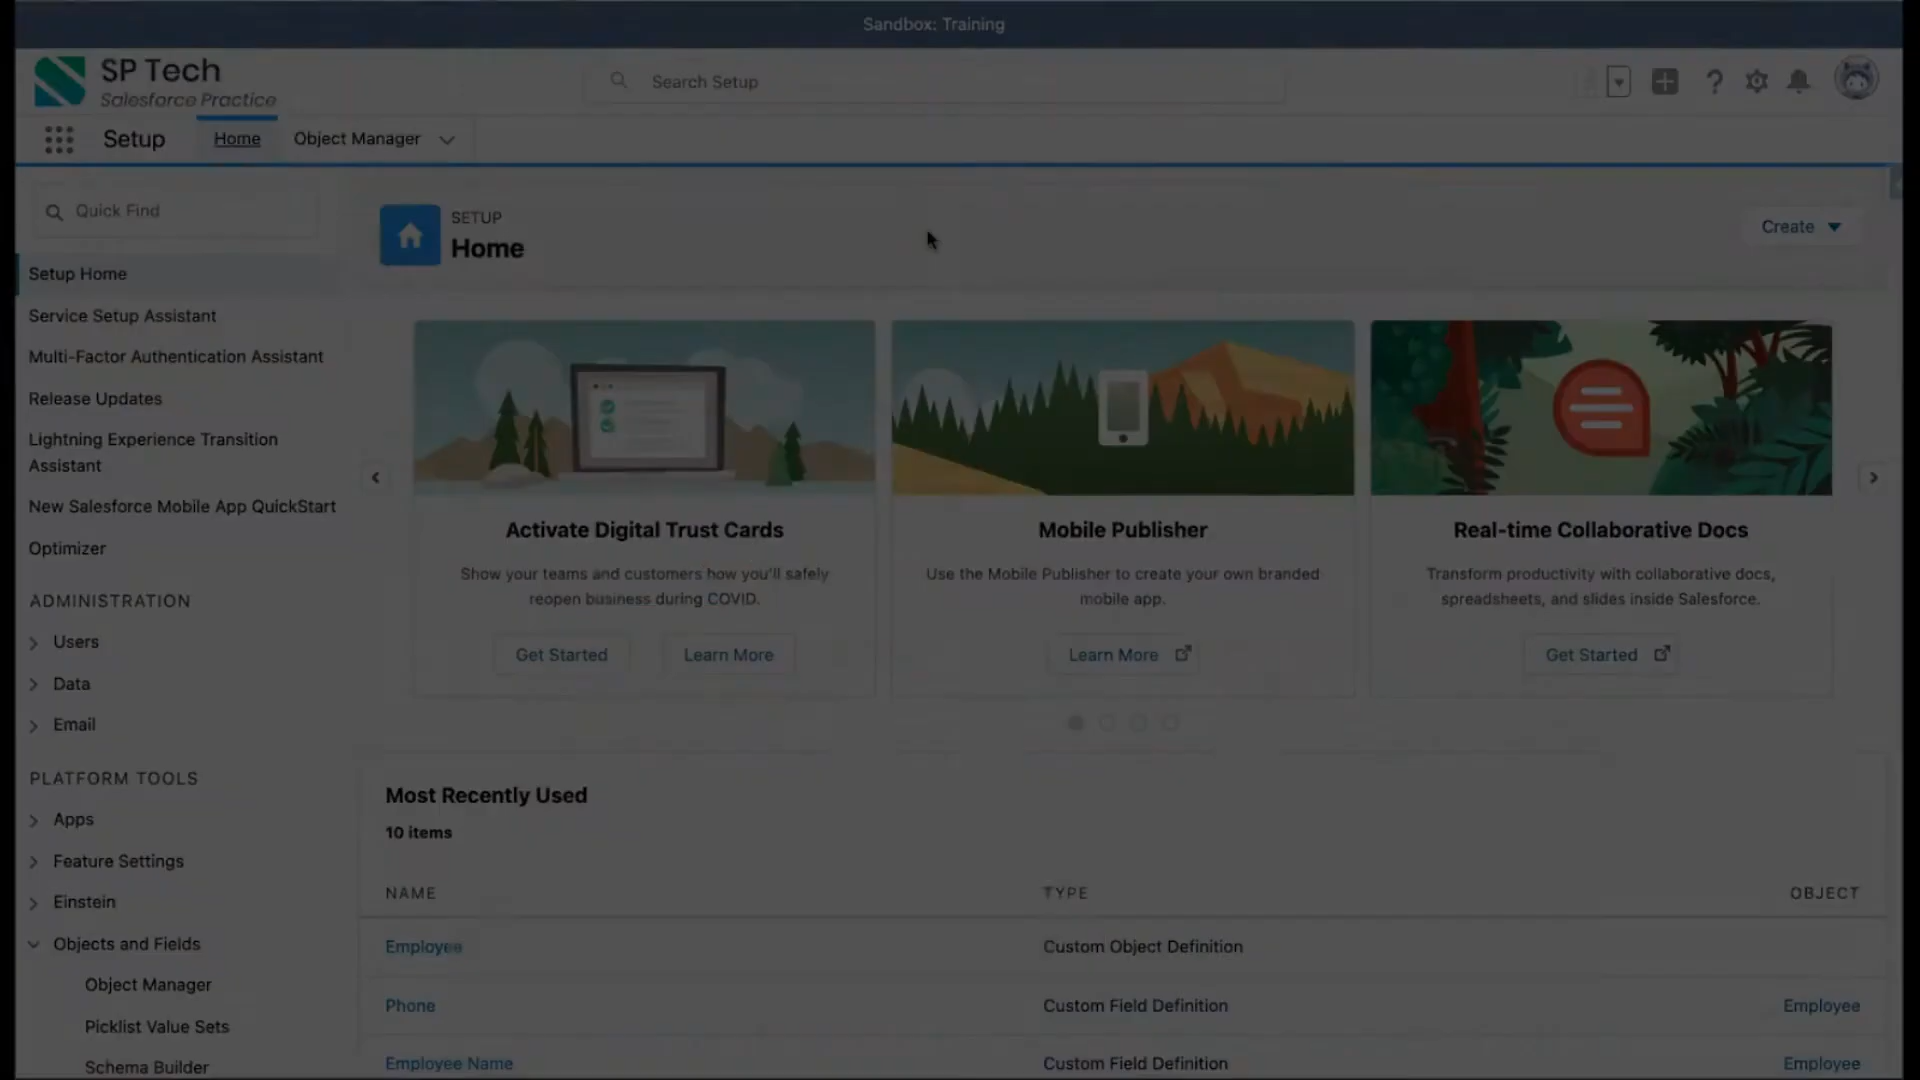 Sandbox: Training
SP Tech
Salesforce Practice
Search Setup
Setup
Home
Object Manager
Quick Find
Setup Home
Service Setup Assistant
Multi-Factor Authentication Assistant
Release Updates
Lightning Experience Transition
Assistant
New Salesforce Mobile App QuickStart
Optimizer
ADMINISTRATION
Users
Data
Email
PLATFORM TOOLS
Apps
Feature Settings
Einstein
Objects and Fields
Object Manager
Picklist Value Sets
Schema Builder
SETUP
Home
Create
Activate Digital Trust Cards
Show your teams and customers how you'll safely
reopen business during COVID.
Get Started
Learn More
Mobile Publisher
Use the Mobile Publisher to create your own branded
mobile app.
Learn More
Real-time Collaborative Docs
Transform productivity with collaborative docs,
spreadsheets, and slides inside Salesforce.
Get Started
Most Recently Used
10 items
NAME TYPE OBJECT
Employee Custom Object Definition
Phone Custom Field Definition Employee
Employee Name Custom Field Definition Employee